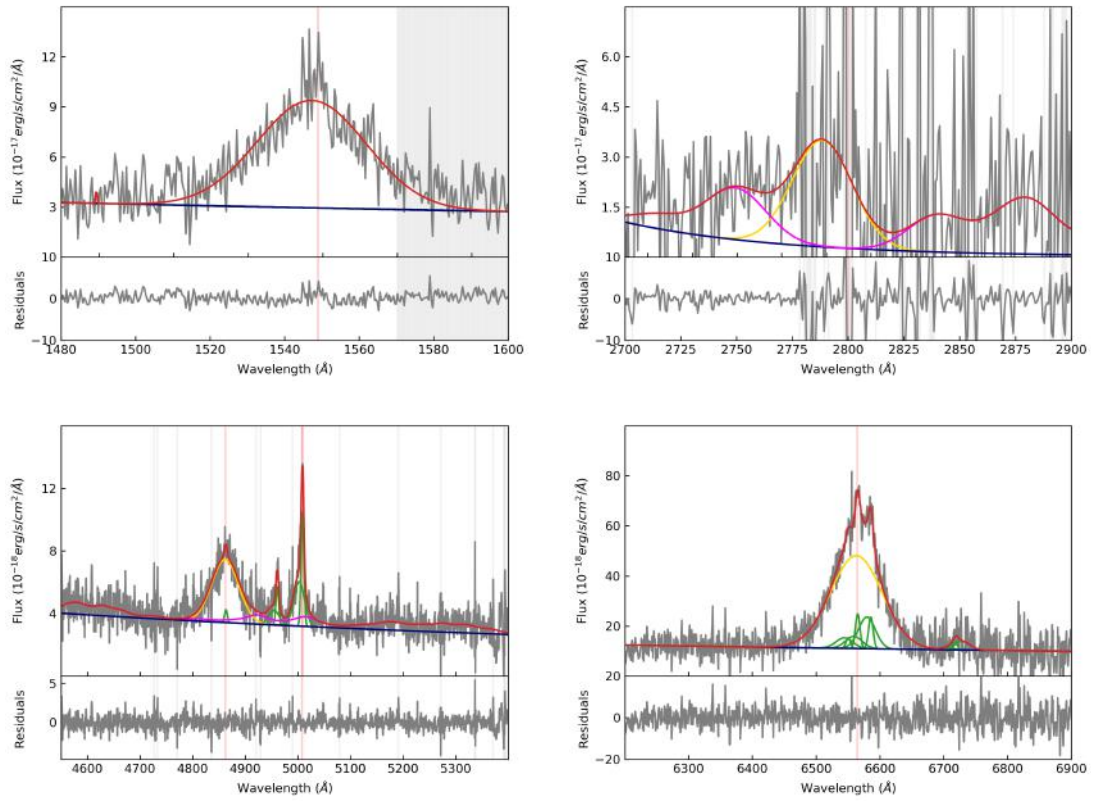 12
9
6
3
Flux (10⁻¹⁷erg/s/cm²/Å)
10
0
−10
Residuals
1480 1500 1520 1540 1560 1580 1600
Wavelength (Å)
6.0
4.5
3.0
1.5
Flux (10⁻¹⁷erg/s/cm²/Å)
10
0
−10
Residuals
2700 2725 2750 2775 2800 2825 2850 2875 2900
Wavelength (Å)
12
8
4
Flux (10⁻¹⁸erg/s/cm²/Å)
5
0
Residuals
4600 4700 4800 4900 5000 5100 5200 5300
Wavelength (Å)
80
60
40
20
Flux (10⁻¹⁸erg/s/cm²/Å)
20
0
−20
Residuals
6300 6400 6500 6600 6700 6800 6900
Wavelength (Å)